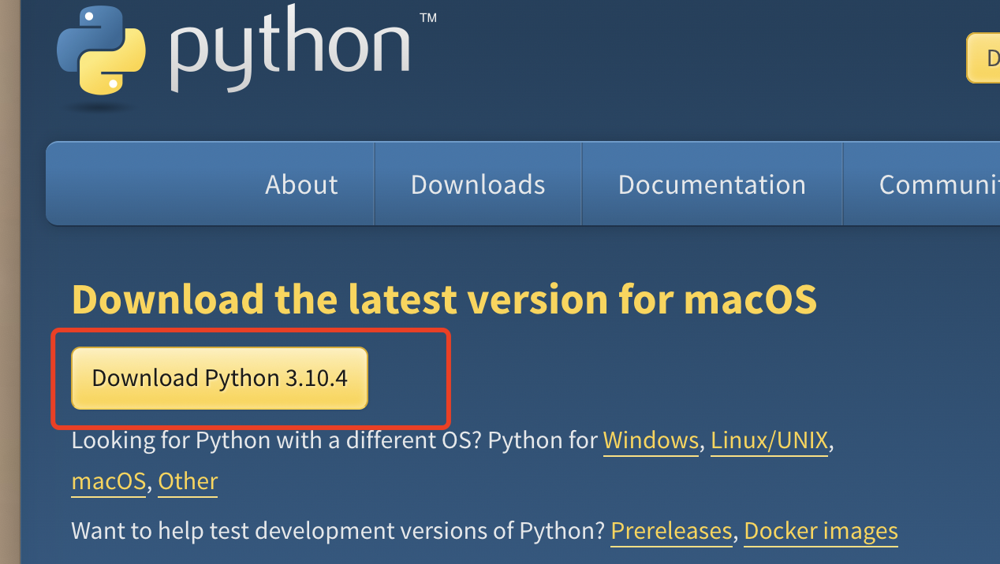 python™
D
About
Downloads
Documentation
Communit
Download the latest version for macOS
Download Python 3.10.4
Looking for Python with a different OS? Python for Windows, Linux/UNIX,
macOS, Other
Want to help test development versions of Python? Prereleases, Docker images